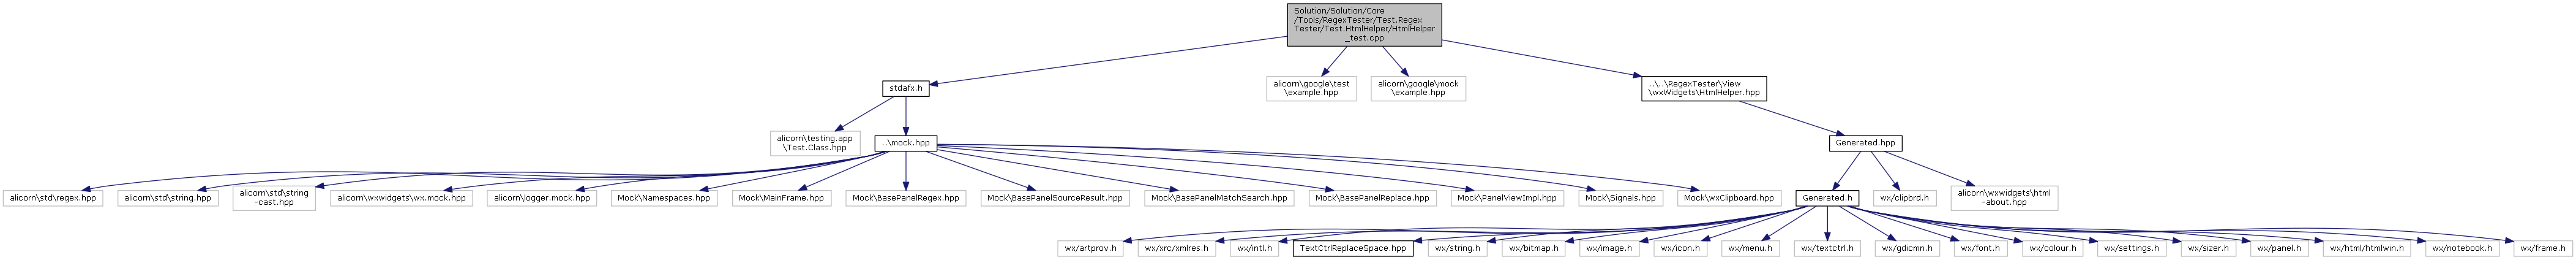 Solution/Solution/Core
/Tools/RegexTester/Test.Regex
Tester/Test.HtmlHelper/HtmlHelper
_test.cpp
stdafx.h
alicorn\google\test
\example.hpp
alicorn\google\mock
\example.hpp
..\..\RegexTester\View
\wxWidgets\HtmlHelper.hpp
alicorn\testing.app
\Test.Class.hpp
..\mock.hpp
Generated.hpp
alicorn\std\regex.hpp
alicorn\std\string.hpp
alicorn\std\string
-cast.hpp
alicorn\wxwidgets\wx.mock.hpp
alicorn\logger.mock.hpp
Mock\Namespaces.hpp
Mock\MainFrame.hpp
Mock\BasePanelRegex.hpp
Mock\BasePanelSourceResult.hpp
Mock\BasePanelMatchSearch.hpp
Mock\BasePanelReplace.hpp
Mock\PanelViewImpl.hpp
Mock\Signals.hpp
Mock\wxClipboard.hpp
Generated.h
wx/clipbrd.h
alicorn\wxwidgets\html
-about.hpp
wx/artprov.h
wx/xrc/xmlres.h
wx/intl.h
TextCtrlReplaceSpace.hpp
wx/string.h
wx/bitmap.h
wx/image.h
wx/icon.h
wx/menu.h
wx/textctrl.h
wx/gdicmn.h
wx/font.h
wx/colour.h
wx/settings.h
wx/sizer.h
wx/panel.h
wx/html/htmlwin.h
wx/notebook.h
wx/frame.h